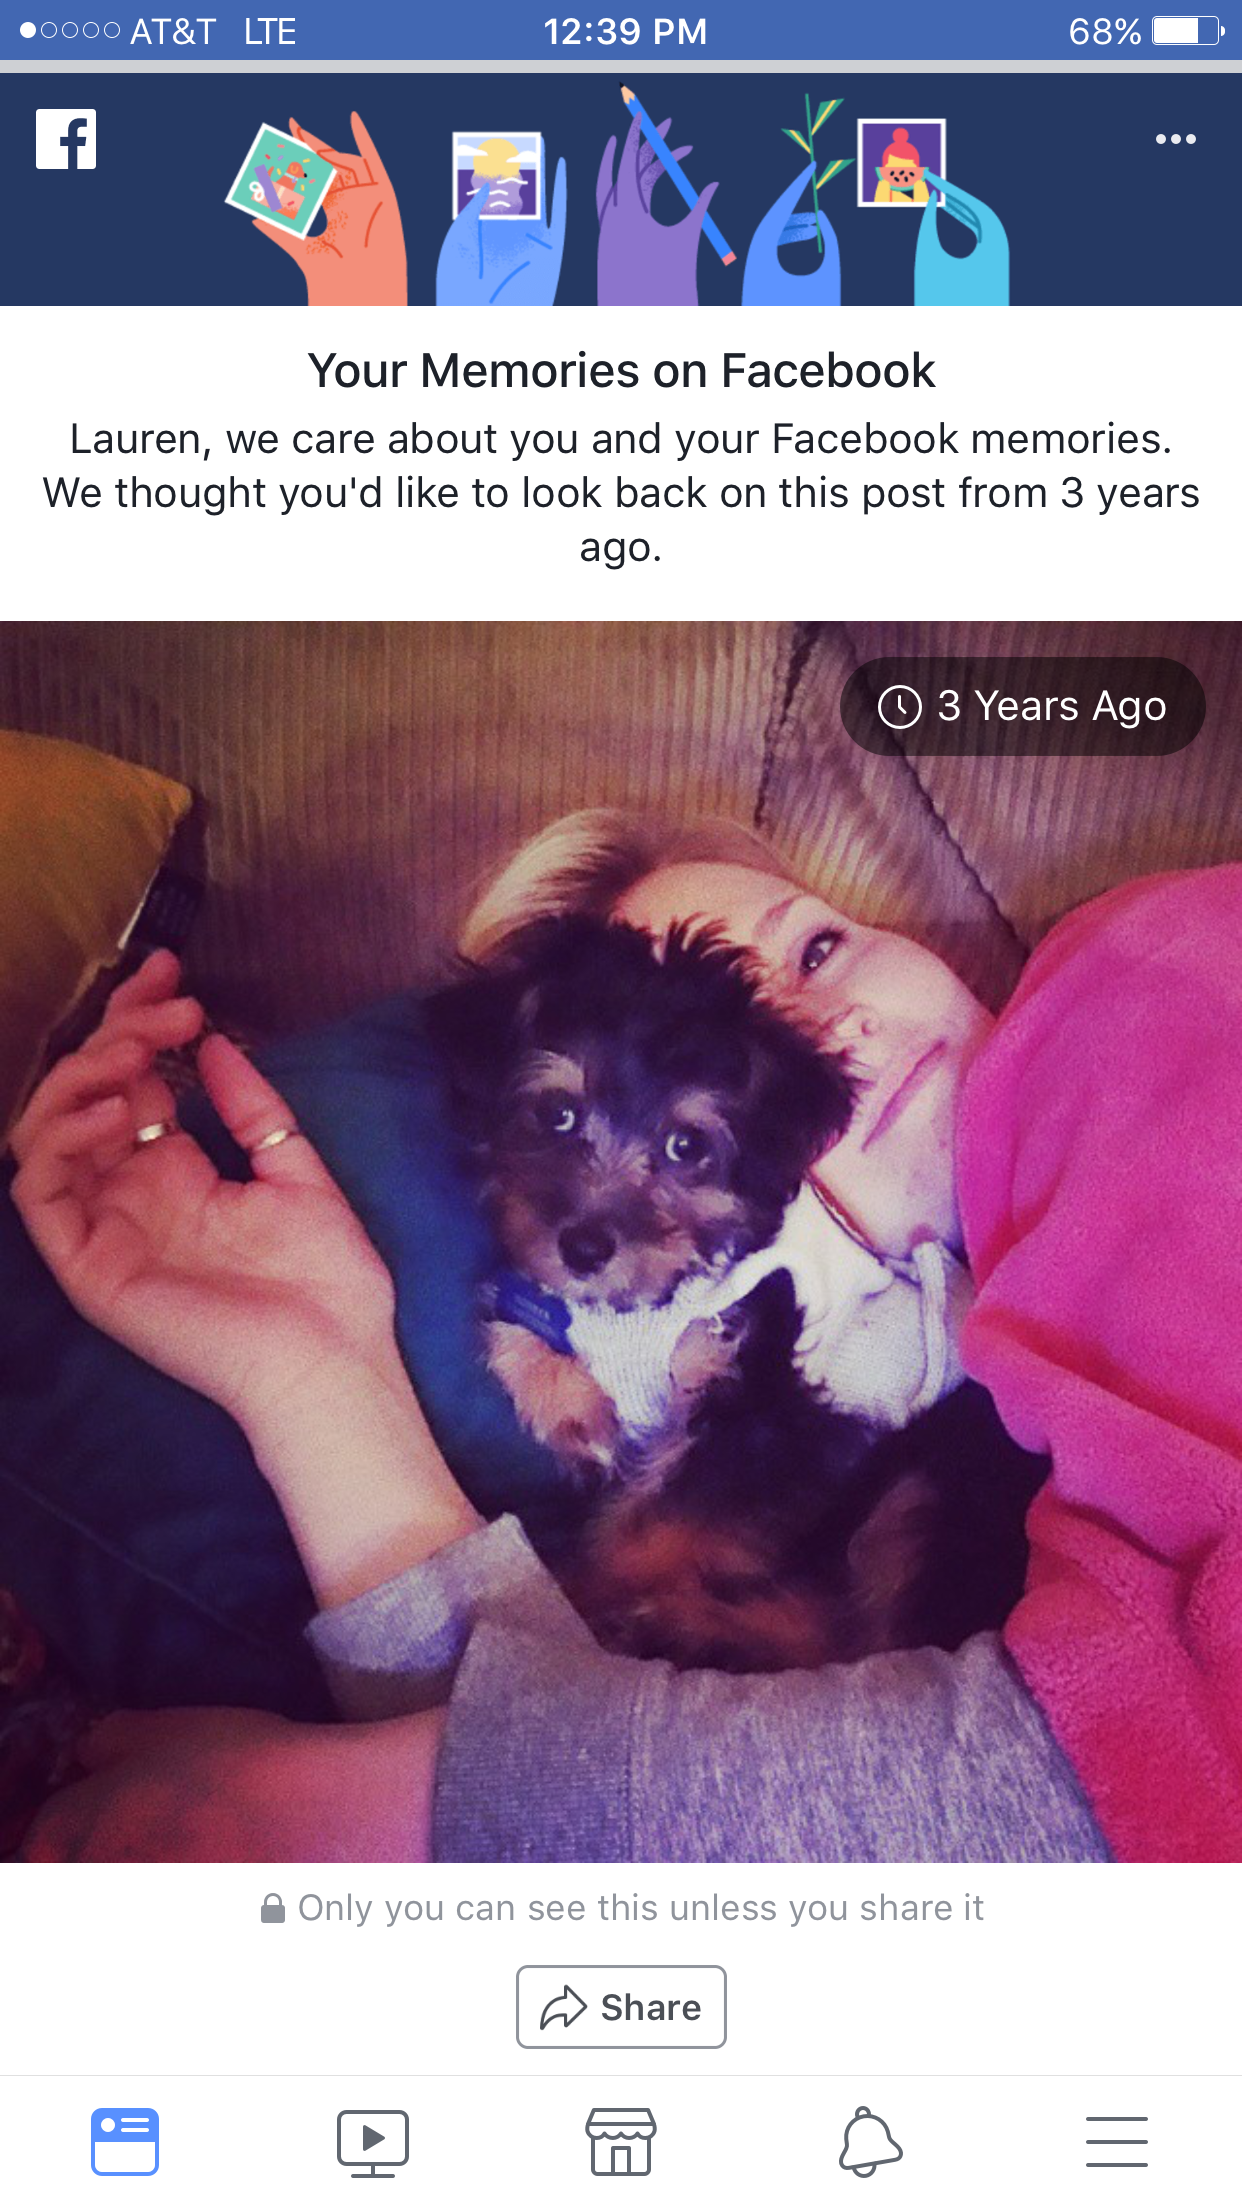 AT&T LTE 12:39 PM 68%
Your Memories on Facebook
Lauren, we care about you and your Facebook memories.
We thought you'd like to look back on this post from 3 years
ago.
3 Years Ago
Only you can see this unless you share it
Share